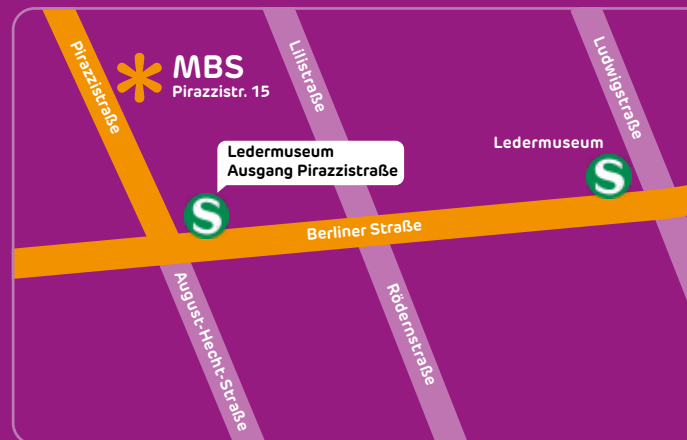 Pirazzistraße
MBS
Pirazzistr. 15
Lilistraße
Ludwigstraße
Ledermuseum
Ausgang Pirazzistraße
S
Ledermuseum
S
Berliner Straße
August-Hecht-Straße
Rödernstraße